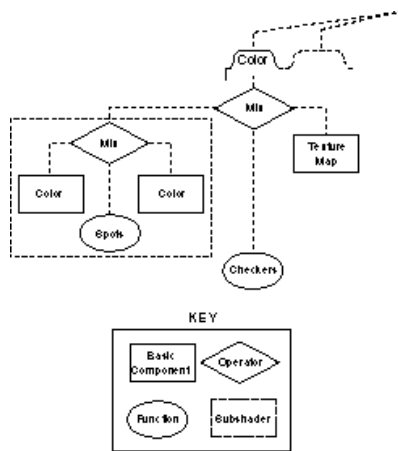 Color
Mix
Mix
Texture
Map
Color
Color
Spots
Checkers
KEY
Basic
Component
Operator
Function
Subshader